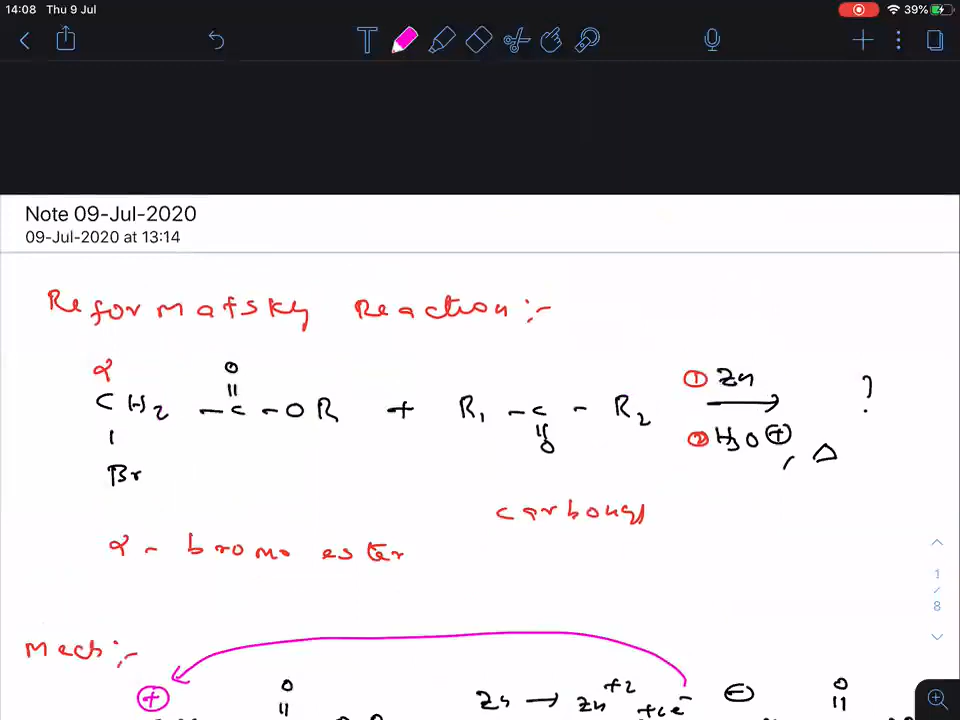 14:08 Thu 9 Jul 39%
Note 09-Jul-2020
09-Jul-2020 at 13:14
Reformatsky Reaction :-
α O ① Zn ?
CH2 - C - OR + R1 - C - R2
Br O ② H3O⊕, Δ
carbonyl
α - bromo ester
Mech :-
⊕ O Zn → Zn+2 +2e- ⊖ O
1
/
8